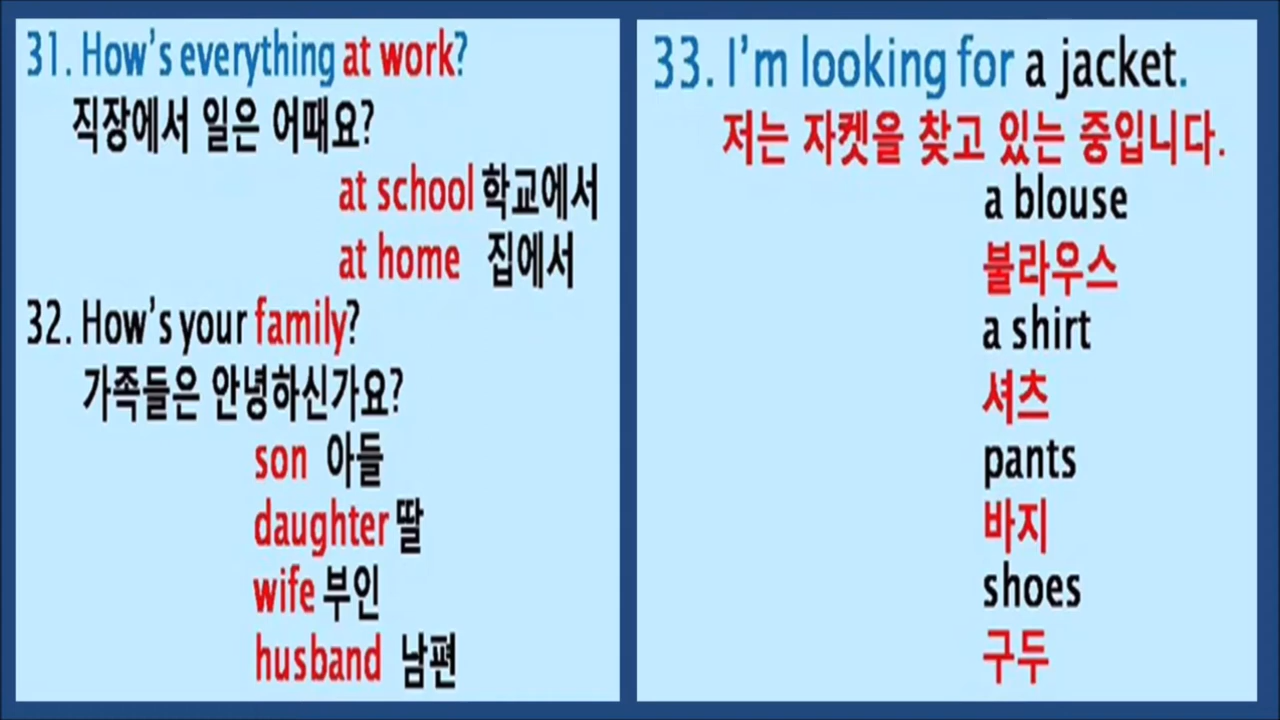 31. How's everything at work?
직장에서 일은 어때요?
at school 학교에서
at home 집에서
32. How's your family?
가족들은 안녕하신가요?
son 아들
daughter 딸
wife 부인
husband 남편
33. I'm looking for a jacket.
저는 자켓을 찾고 있는 중입니다.
a blouse
불라우스
a shirt
셔츠
pants
바지
shoes
구두